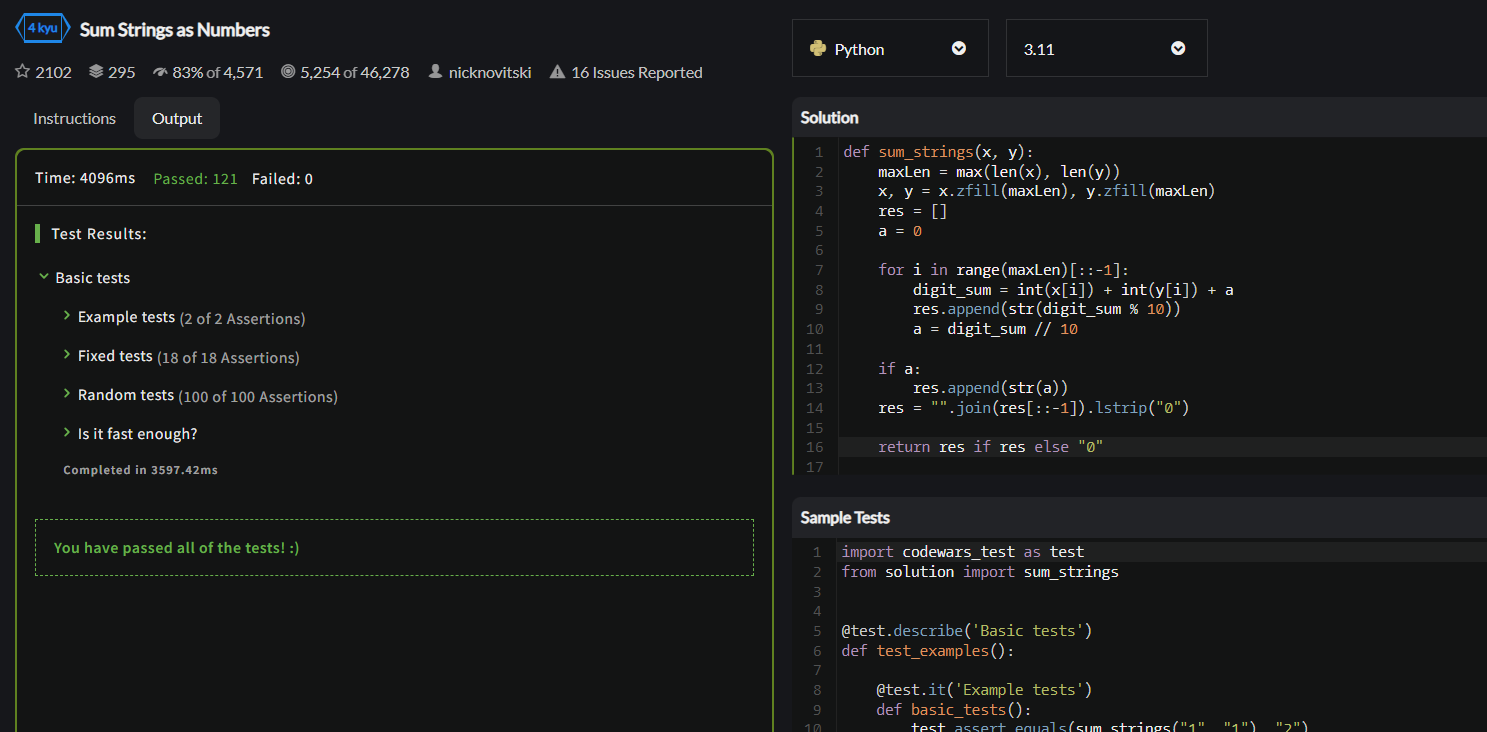 4 kyu Sum Strings as Numbers
2102 295 83% of 4,571 5,254 of 46,278 nicknovitski 16 Issues Reported
Instructions Output
Time: 4096ms Passed: 121 Failed: 0
Test Results:
Basic tests
Example tests (2 of 2 Assertions)
Fixed tests (18 of 18 Assertions)
Random tests (100 of 100 Assertions)
Is it fast enough?
Completed in 3597.42ms
You have passed all of the tests! :)
Python 3.11
Solution
1 def sum_strings(x, y):
2     maxLen = max(len(x), len(y))
3     x, y = x.zfill(maxLen), y.zfill(maxLen)
4     res = []
5     a = 0
6
7     for i in range(maxLen)[::-1]:
8         digit_sum = int(x[i]) + int(y[i]) + a
9         res.append(str(digit_sum % 10))
10         a = digit_sum // 10
11
12     if a:
13         res.append(str(a))
14     res = "".join(res[::-1]).lstrip("0")
15
16     return res if res else "0"
17
Sample Tests
1 import codewars_test as test
2 from solution import sum_strings
3
4
5 @test.describe('Basic tests')
6 def test_examples():
7
8     @test.it('Example tests')
9     def basic_tests():
10         test.assert_equals(sum_strings("1", "1"), "2")